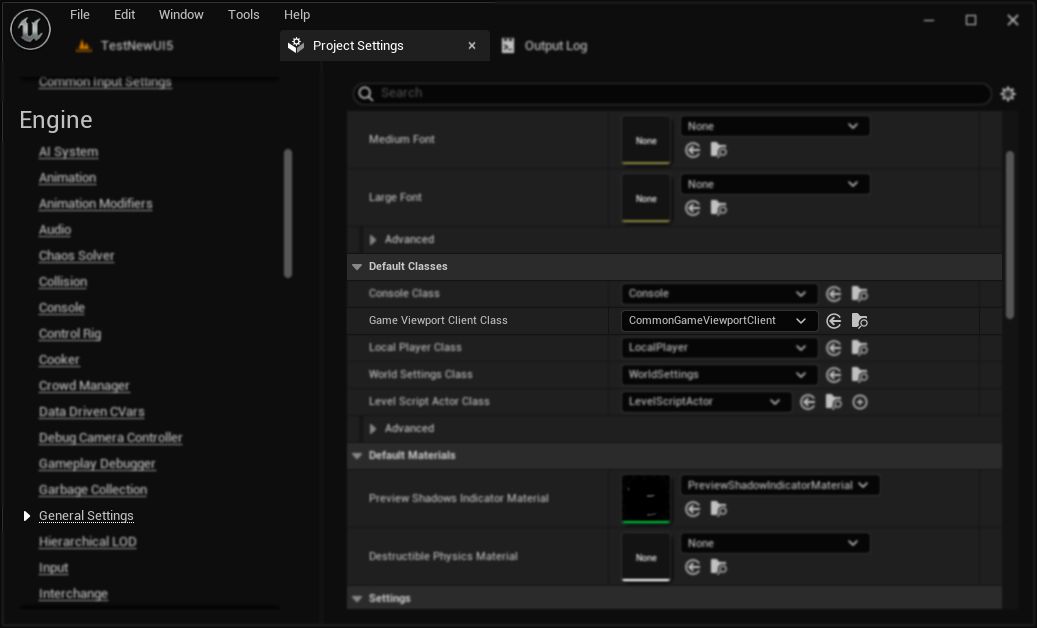 File Edit Window Tools Help
TestNewUI5
Project Settings
Output Log
Common Input Settings
Engine
AI System
Animation
Animation Modifiers
Audio
Chaos Solver
Collision
Console
Control Rig
Cooker
Crowd Manager
Data Driven CVars
Debug Camera Controller
Gameplay Debugger
Garbage Collection
General Settings
Hierarchical LOD
Input
Interchange
Search
Medium Font None None
Large Font None None
Advanced
Default Classes
Console Class Console
Game Viewport Client Class CommonGameViewportClient
Local Player Class LocalPlayer
World Settings Class WorldSettings
Level Script Actor Class LevelScriptActor
Advanced
Default Materials
Preview Shadows Indicator Material PreviewShadowIndicatorMaterial
Destructible Physics Material None None
Settings